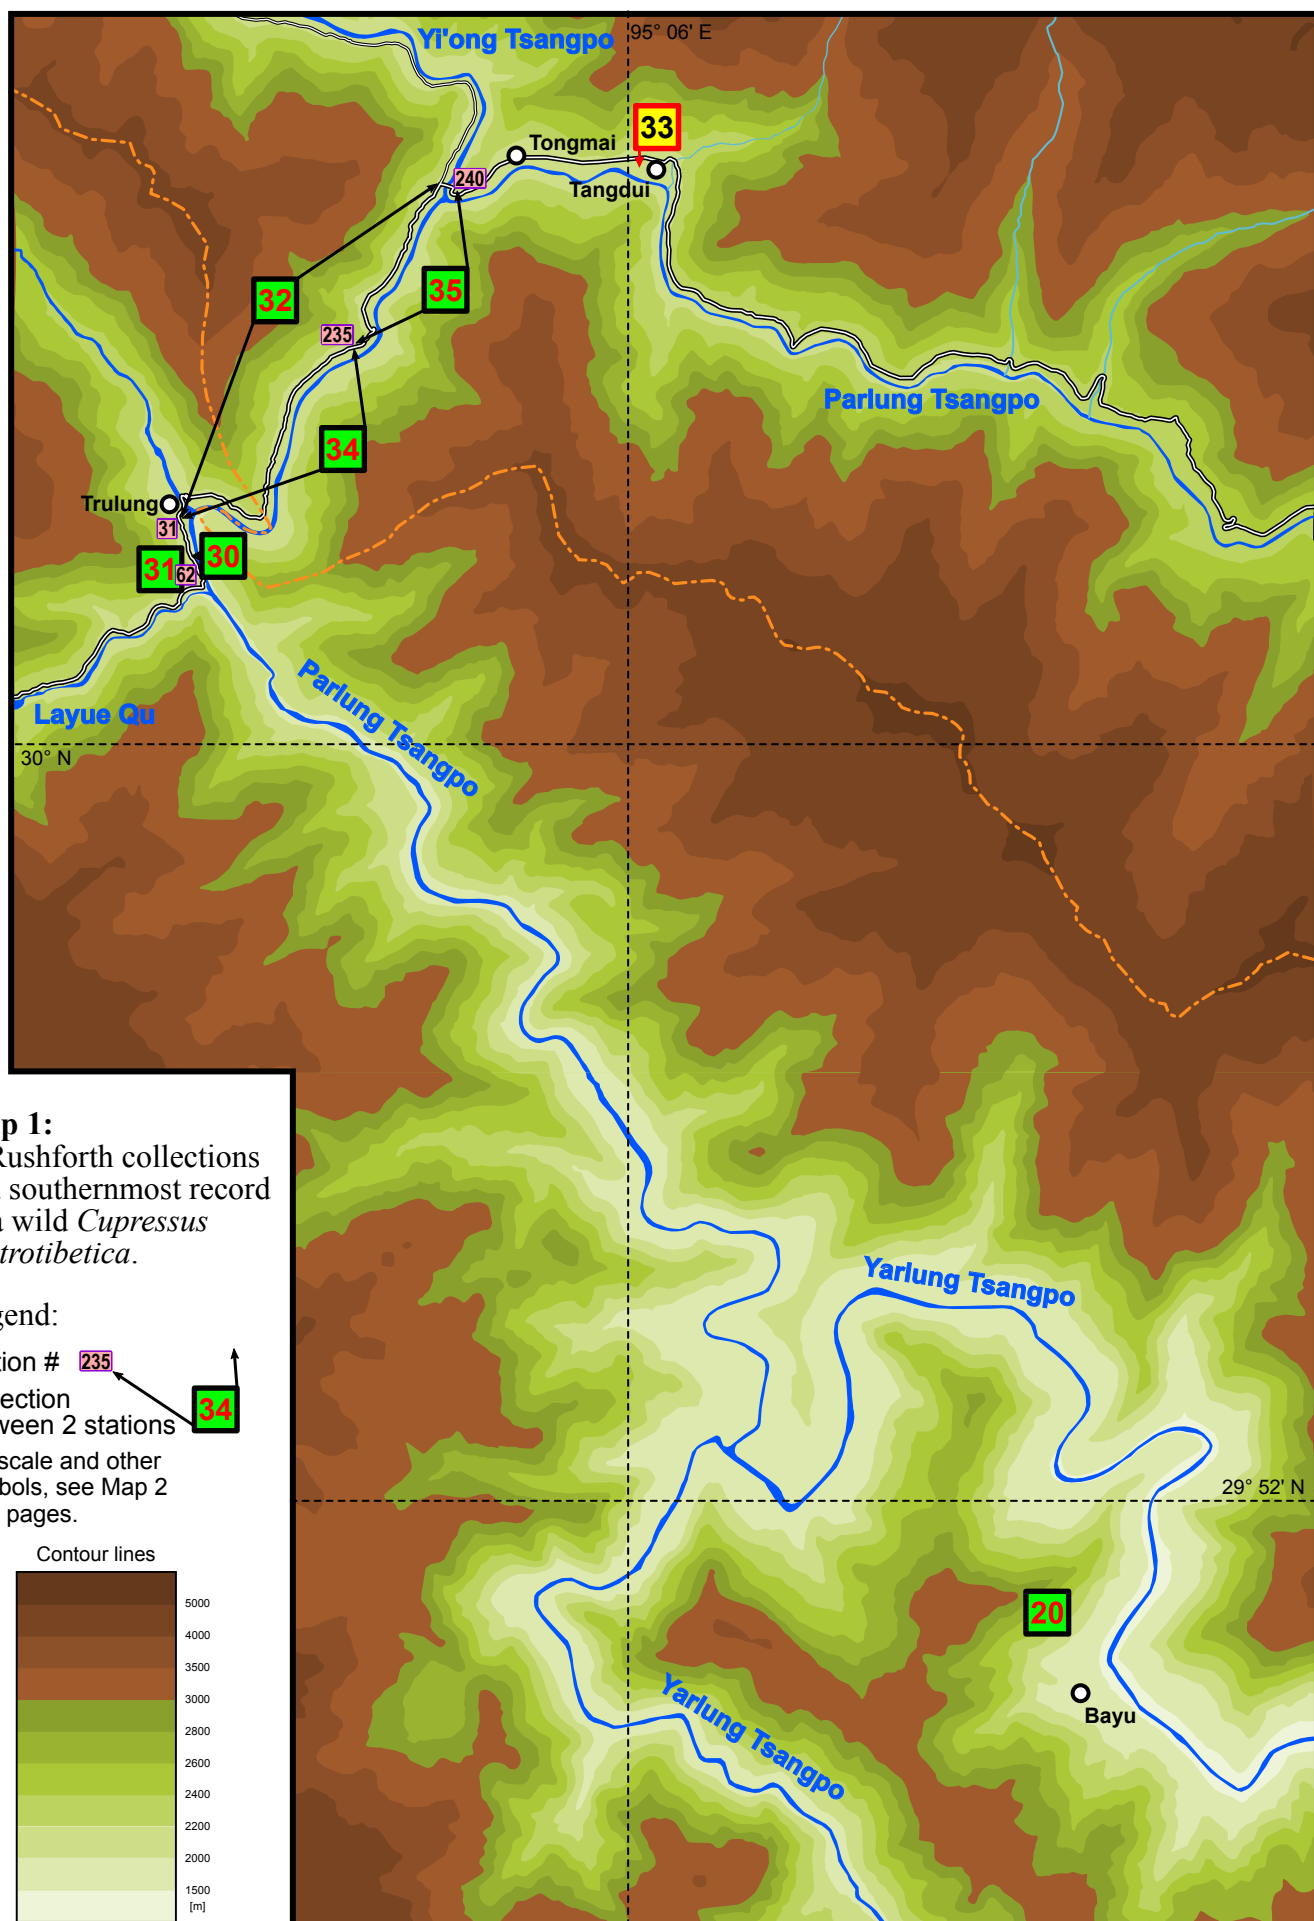 Yi'ong Tsangpo
95° 06' E
33
Tongmai
240
Tangdui
32
35
235
Parlung Tsangpo
34
Trulung
31
30
31
62
Parlung Tsangpo
Layue Qu
30° N
p 1:
Rushforth collections
southernmost record
wild Cupressus
trotibetica.
Yarlung Tsangpo
gend:
tion # 235
ection
ween 2 stations
34
scale and other
bols, see Map 2
pages.
29° 52' N
Contour lines
5000
4000
3500
3000
2800
2600
2400
2200
2000
1500
[m]
20
Bayu
Yarlung Tsangpo